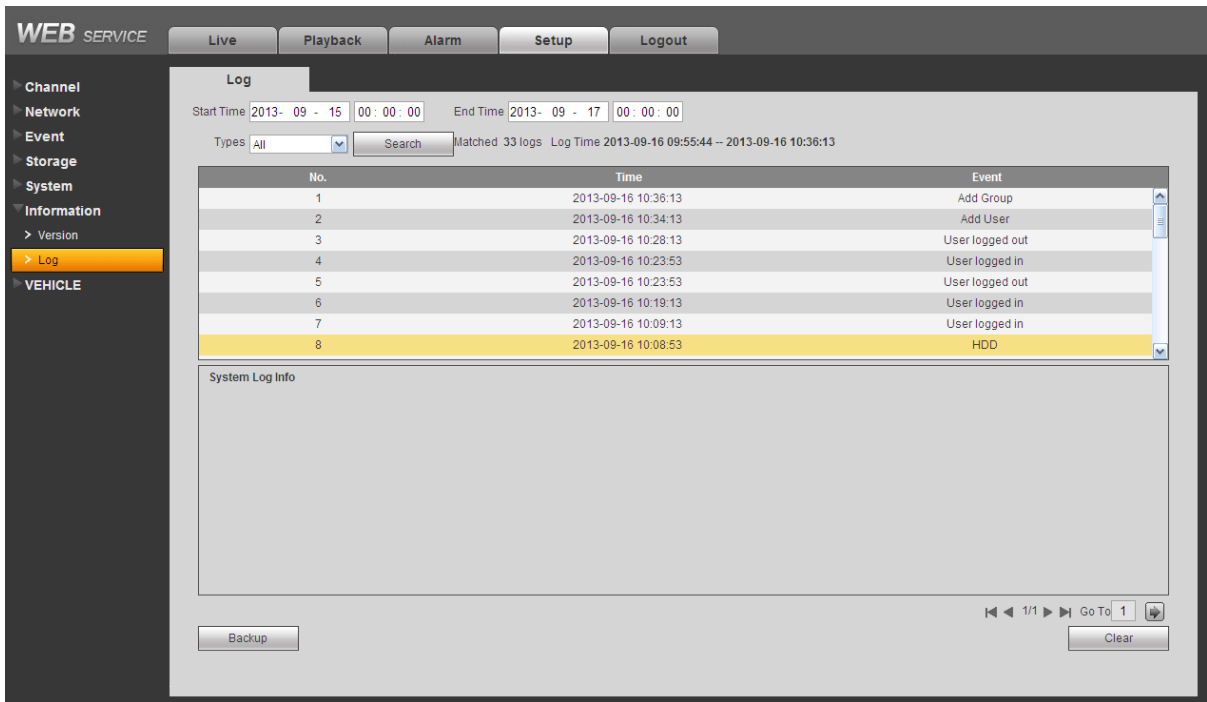 WEB SERVICE
Live Playback Alarm Setup Logout
Channel
Network
Event
Storage
System
Information
> Version
> Log
VEHICLE
Log
Start Time 2013- 09 - 15 00 : 00 : 00 End Time 2013- 09 - 17 00 : 00 : 00
Types All Search Matched 33 logs Log Time 2013-09-16 09:55:44 -- 2013-09-16 10:36:13
No. Time Event
1 2013-09-16 10:36:13 Add Group
2 2013-09-16 10:34:13 Add User
3 2013-09-16 10:28:13 User logged out
4 2013-09-16 10:23:53 User logged in
5 2013-09-16 10:23:53 User logged out
6 2013-09-16 10:19:13 User logged in
7 2013-09-16 10:09:13 User logged in
8 2013-09-16 10:08:53 HDD
System Log Info
1/1 Go To 1
Backup Clear